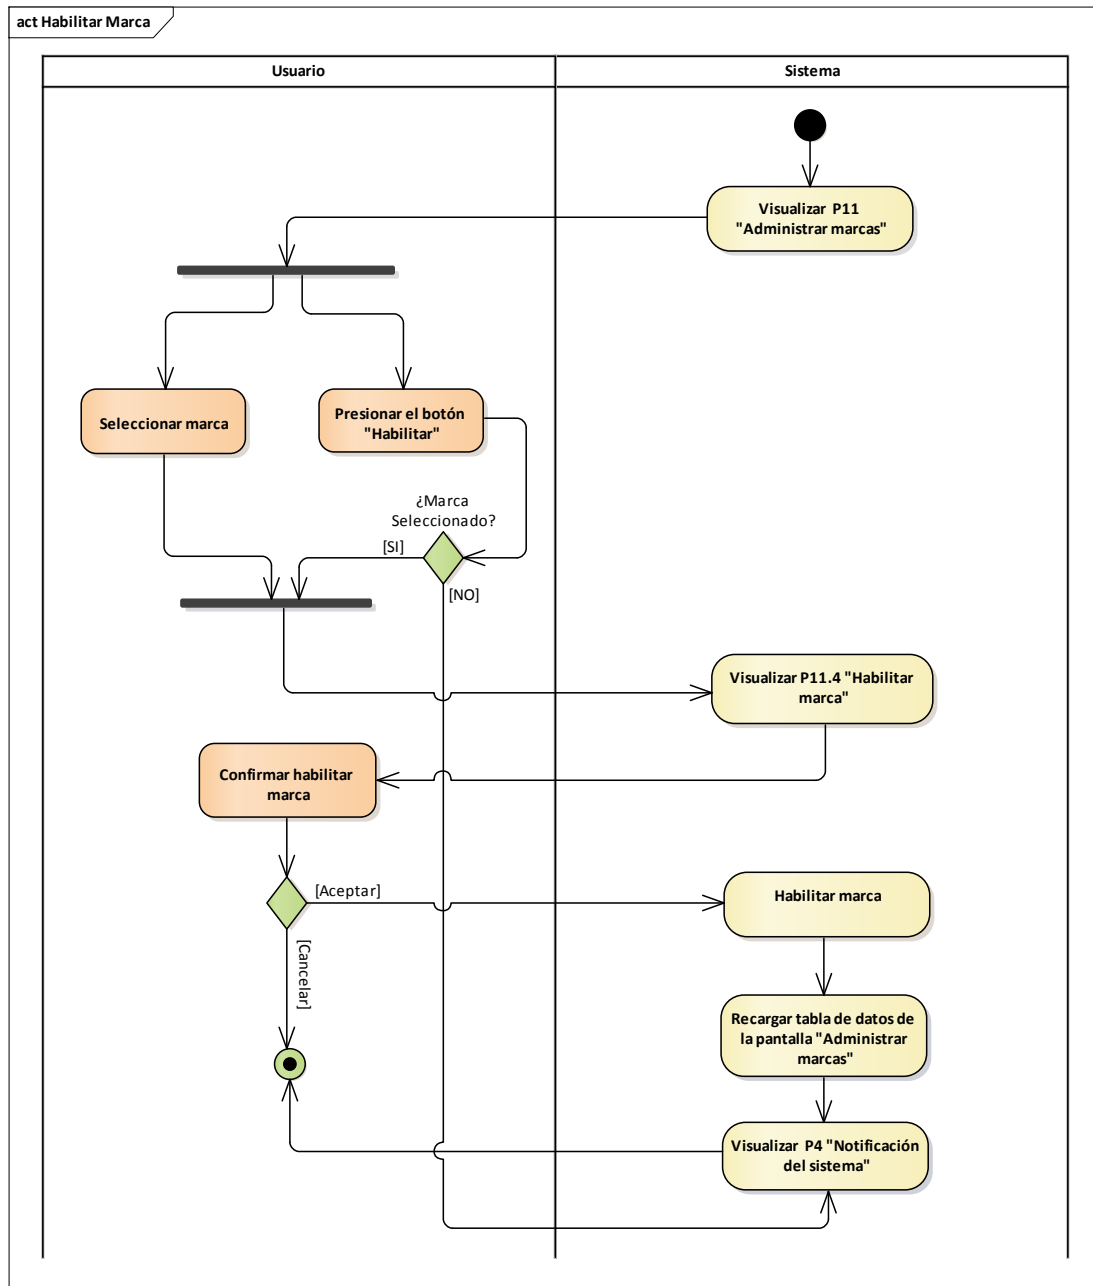 act Habilitar Marca
Usuario
Sistema
Visualizar P11
"Administrar marcas"
Seleccionar marca
Presionar el botón
"Habilitar"
¿Marca
Seleccionado?
[SI]
[NO]
Visualizar P11.4 "Habilitar
marca"
Confirmar habilitar
marca
[Aceptar]
Habilitar marca
[Cancelar]
Recargar tabla de datos de
la pantalla "Administrar
marcas"
Visualizar P4 "Notificación
del sistema"